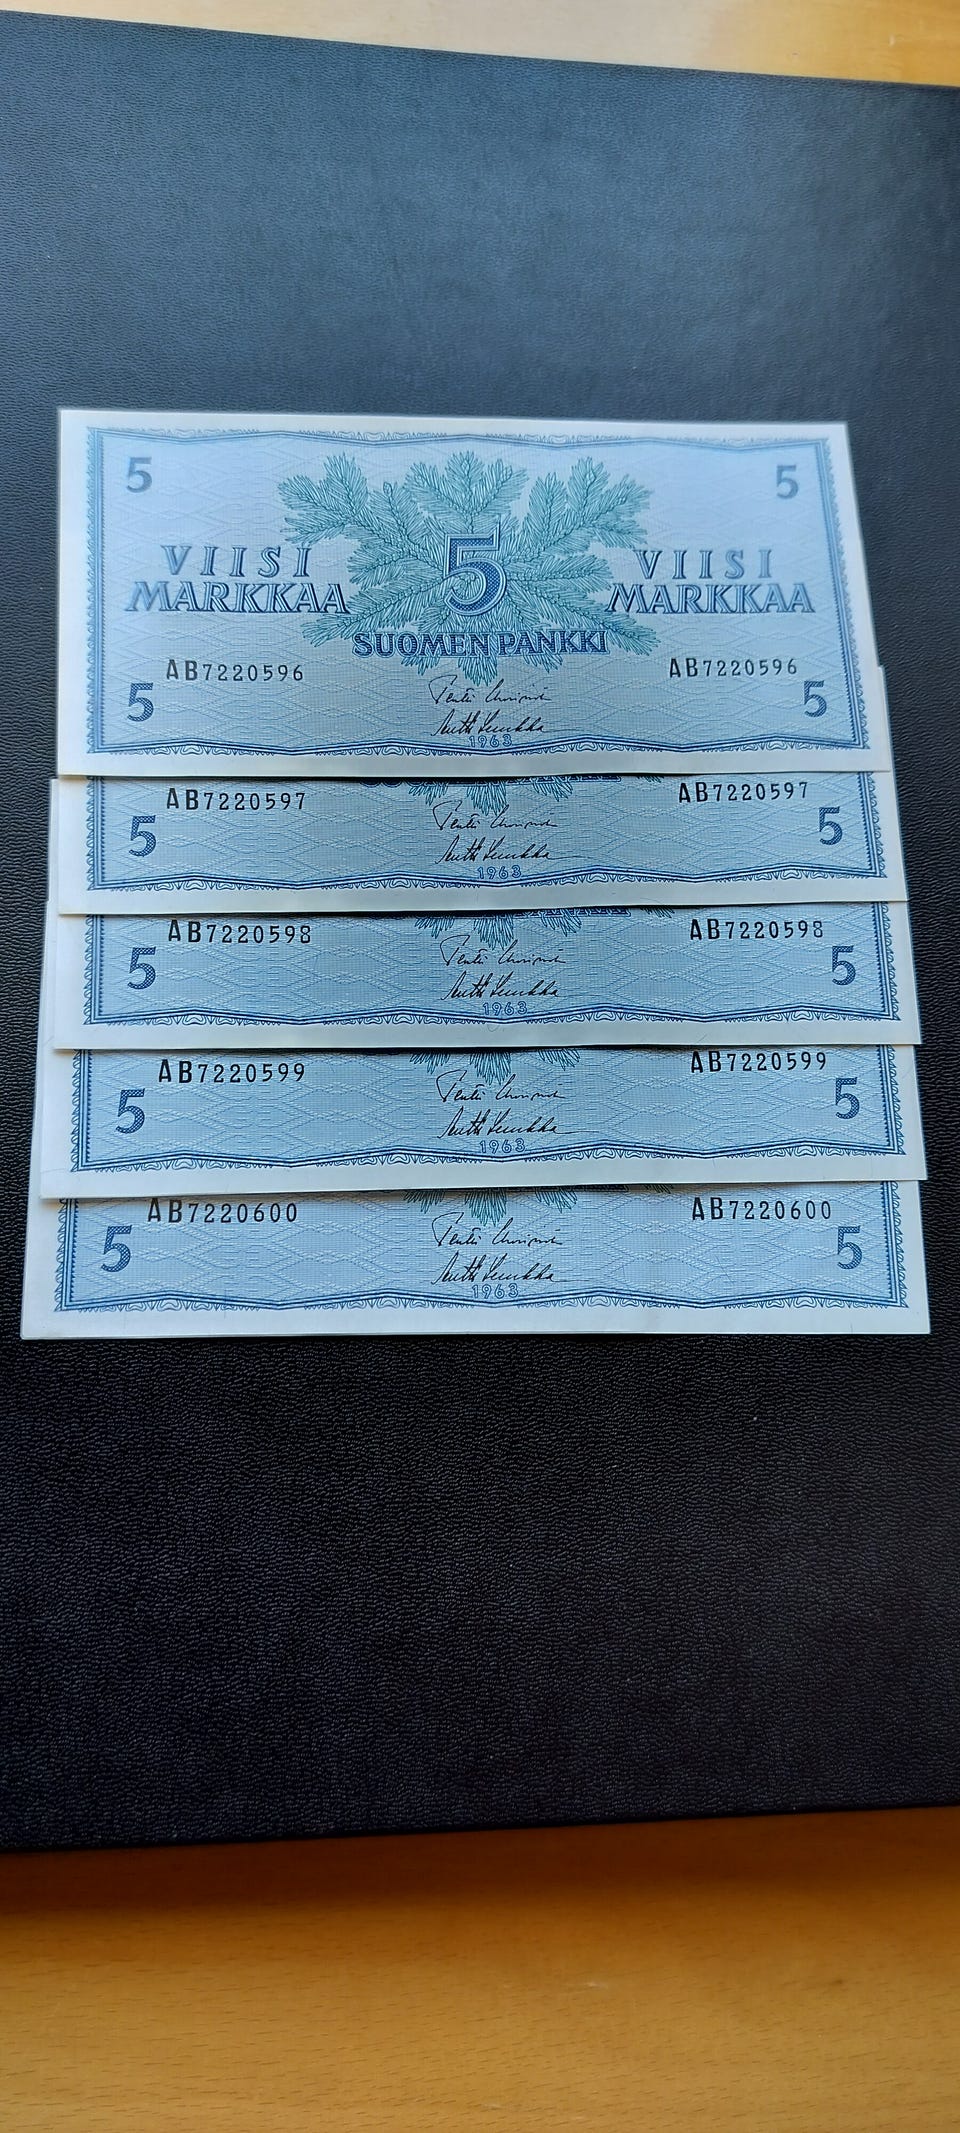 5 5
5
VIISI VIISI
MARKKAA MARKKAA
SUOMEN PANKKI
AB7220596 AB7220596
5 5
1963
AB7220597 AB7220597
5 5
1963
AB7220598 AB7220598
5 5
1963
AB7220599 AB7220599
5 5
1963
AB7220600 AB7220600
5 5
1963